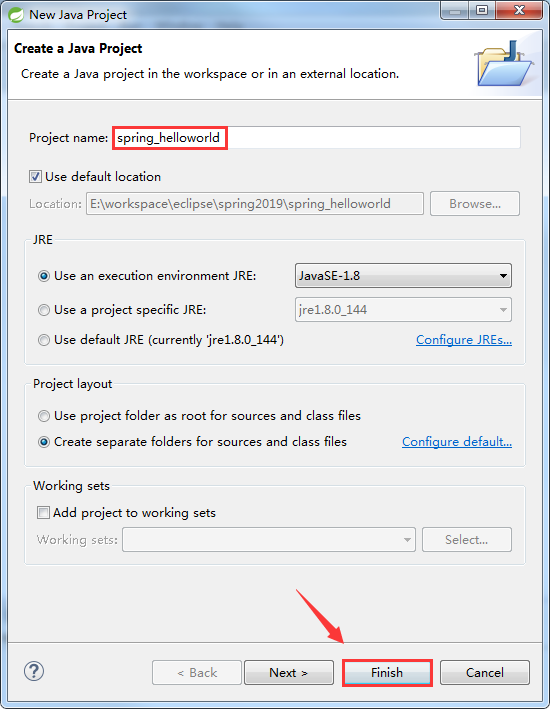 New Java Project
Create a Java Project
Create a Java project in the workspace or in an external location.
Project name: spring_helloworld
Use default location
Location: E:\workspace\eclipse\spring2019\spring_helloworld Browse...
JRE
Use an execution environment JRE: JavaSE-1.8
Use a project specific JRE: jre1.8.0_144
Use default JRE (currently 'jre1.8.0_144') Configure JREs...
Project layout
Use project folder as root for sources and class files
Create separate folders for sources and class files Configure default...
Working sets
Add project to working sets
Working sets: Select...
? < Back Next > Finish Cancel